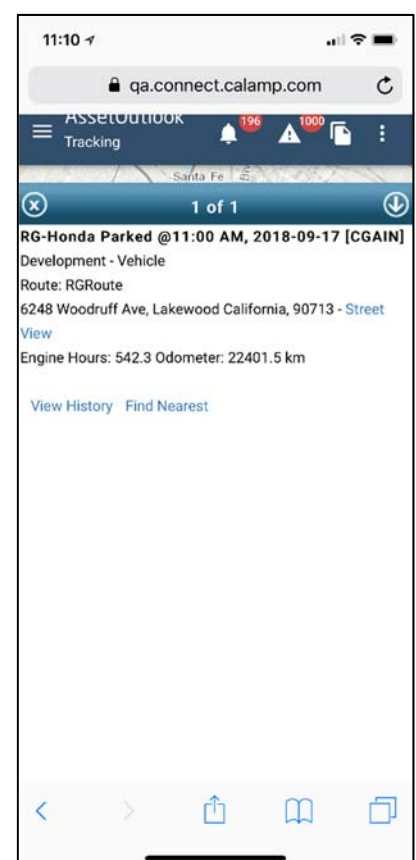 11:10
qa.connect.calamp.com
AssetOutlook
196
1000
Tracking
Santa Fe
1 of 1
RG-Honda Parked @11:00 AM, 2018-09-17 [CGAIN]
Development - Vehicle
Route: RGRoute
6248 Woodruff Ave, Lakewood California, 90713 - Street
View
Engine Hours: 542.3 Odometer: 22401.5 km
View History Find Nearest